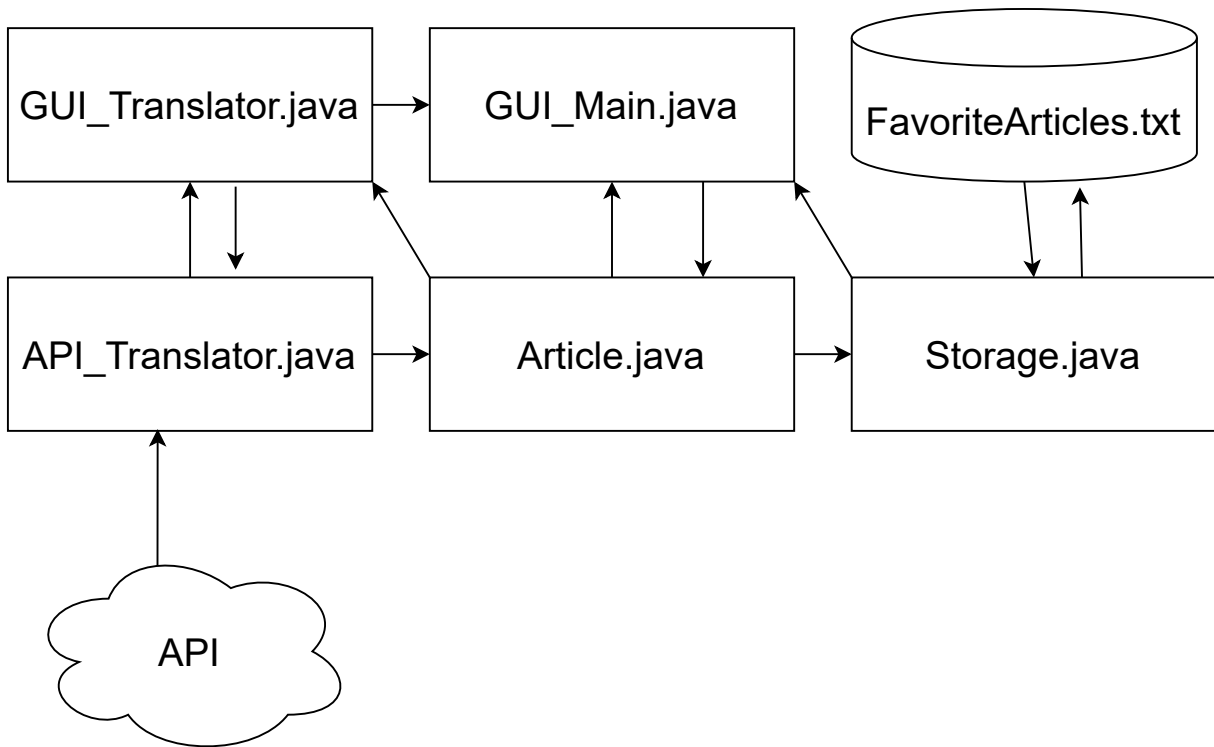 GUI_Translator.java
GUI_Main.java
FavoriteArticles.txt
API_Translator.java
Article.java
Storage.java
API